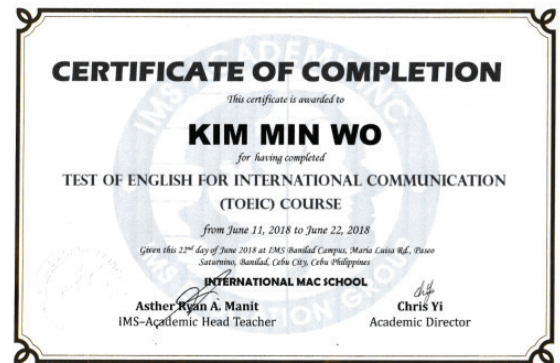 CERTIFICATE OF COMPLETION
This certificate is awarded to
KIM MIN WO
for having completed
TEST OF ENGLISH FOR INTERNATIONAL COMMUNICATION
(TOEIC) COURSE
from June 11, 2018 to June 22, 2018
Given this 22nd day of June 2018 at IMS Banilad Campus, Maria Luisa Rd., Paseo
Saturnino, Banilad, Cebu City, Cebu Philippines
INTERNATIONAL MAC SCHOOL
Asther Ryan A. Manit
IMS-Academic Head Teacher
Chris Yi
Academic Director